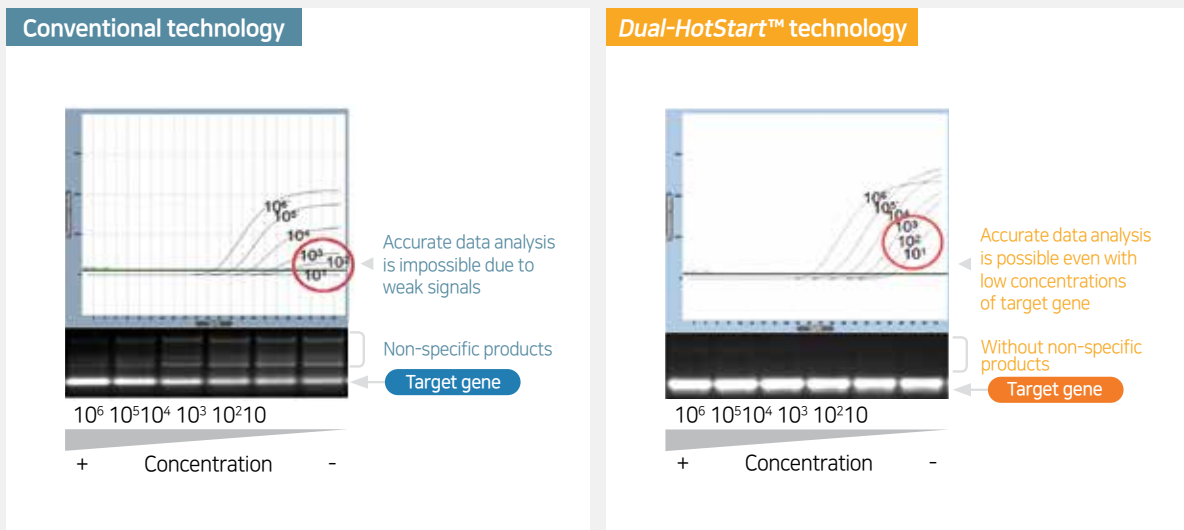 Conventional technology
10⁶
10⁵
10⁴
10³
10²
10¹
Accurate data analysis
is impossible due to
weak signals
Non-specific products
Target gene
10⁶ 10⁵10⁴ 10³ 10²10
+ Concentration -
Dual-HotStart™ technology
10⁶
10⁵
10⁴
10³
10²
10¹
Accurate data analysis
is possible even with
low concentrations
of target gene
Without non-specific
products
Target gene
10⁶ 10⁵10⁴ 10³ 10²10
+ Concentration -